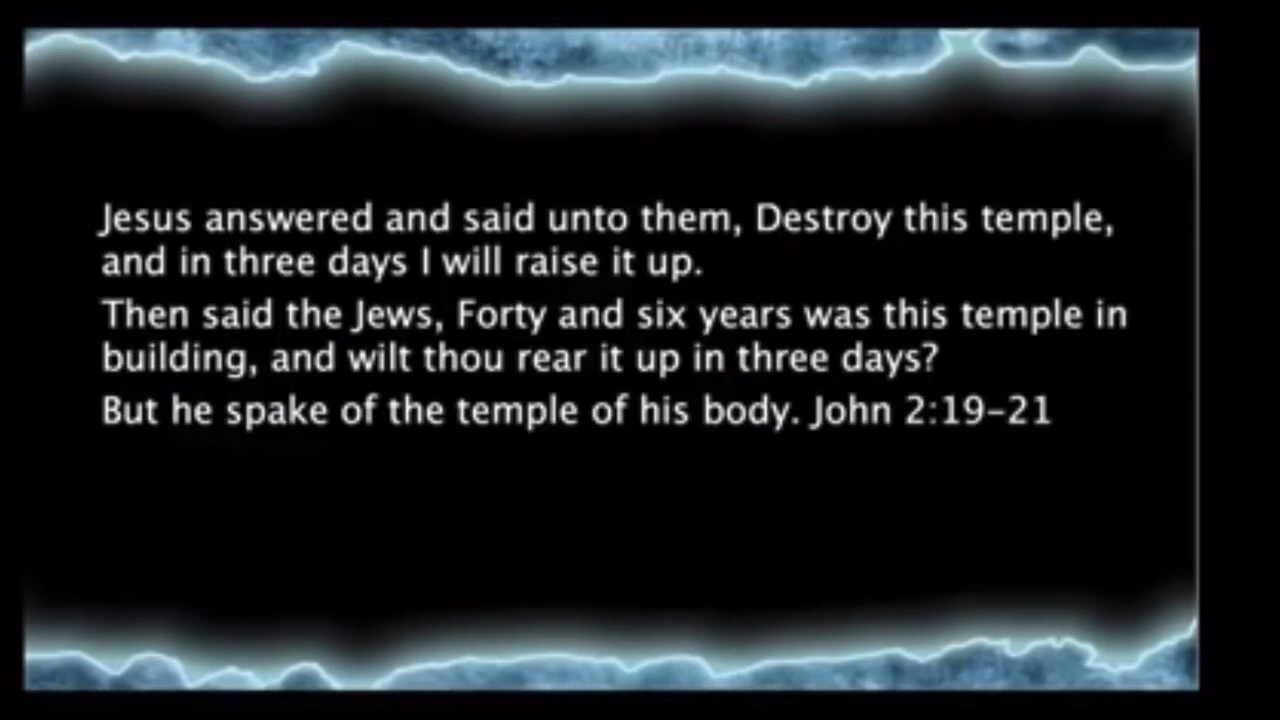 Jesus answered and said unto them, Destroy this temple,
and in three days I will raise it up.
Then said the Jews, Forty and six years was this temple in
building, and wilt thou rear it up in three days?
But he spake of the temple of his body. John 2:19-21